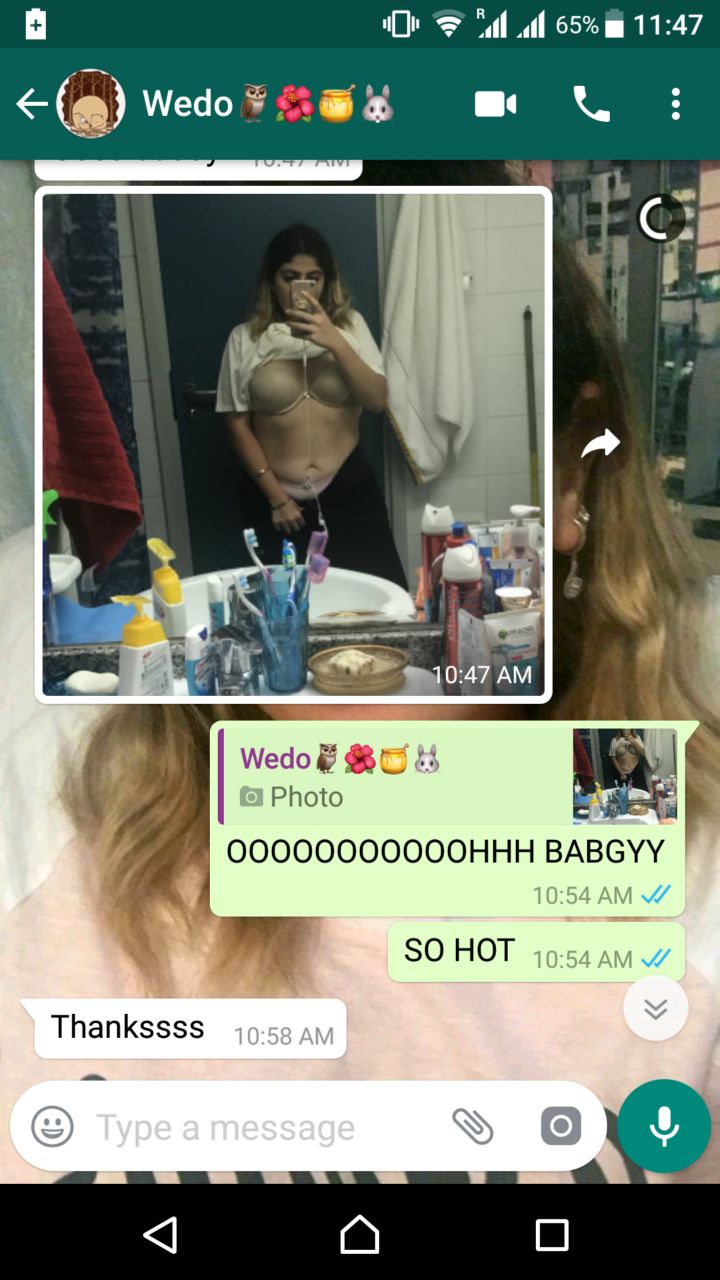 R 65% 11:47
Wedo🦉🌺🍯🐰
10:47 AM
10:47 AM
GARNIER
Wedo🦉🌺🍯🐰
Photo
OOOOOOOOOOOHHH BABGYY
10:54 AM
SO HOT 10:54 AM
Thankssss 10:58 AM
Type a message